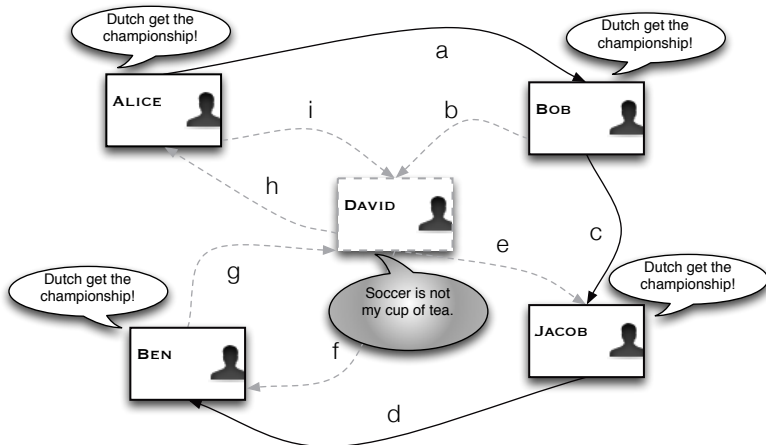 Dutch get the
championship!
Dutch get the
championship!
a
ALICE
BOB
i
b
h
DAVID
c
e
g
Dutch get the
championship!
Dutch get the
championship!
Soccer is not
my cup of tea.
JACOB
BEN
f
d